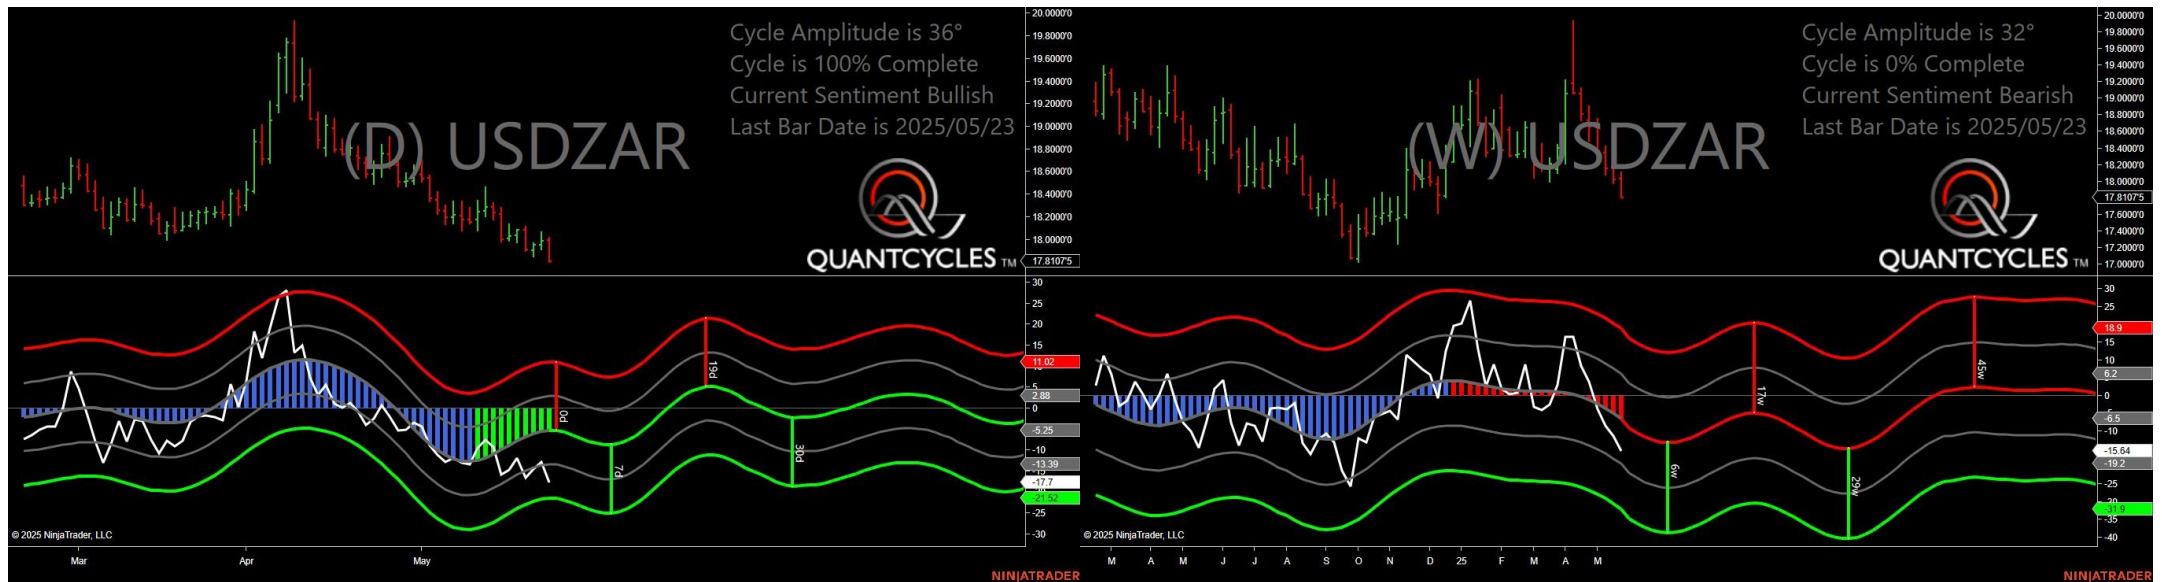 Cycle Amplitude is 36°
Cycle is 100% Complete
Current Sentiment Bullish
Last Bar Date is 2025/05/23
(D) USDZAR
QUANTCYCLES TM
20.0000'0
19.8000'0
19.6000'0
19.4000'0
19.2000'0
19.0000'0
18.8000'0
18.6000'0
18.4000'0
18.2000'0
18.0000'0
17.8107'5
30
25
20
15
11.02
5
2.88
0
-5.25
-10
-13.39
-17.7
-21.52
-25
-30
0d
7d
19d
30d
© 2025 NinjaTrader, LLC
Mar
Apr
May
NINJATRADER
Cycle Amplitude is 32°
Cycle is 0% Complete
Current Sentiment Bearish
Last Bar Date is 2025/05/23
(W) USDZAR
QUANTCYCLES TM
20.0000'0
19.8000'0
19.6000'0
19.4000'0
19.2000'0
19.0000'0
18.8000'0
18.6000'0
18.4000'0
18.2000'0
18.0000'0
17.8107'5
17.6000'0
17.4000'0
17.2000'0
17.0000'0
30
25
18.9
15
10
6.2
0
-6.5
-10
-15.64
-19.2
-25
-31.9
-35
-40
6w
17w
29w
45w
© 2025 NinjaTrader, LLC
M A M J J A S O N D 25 F M A M
NINJATRADER